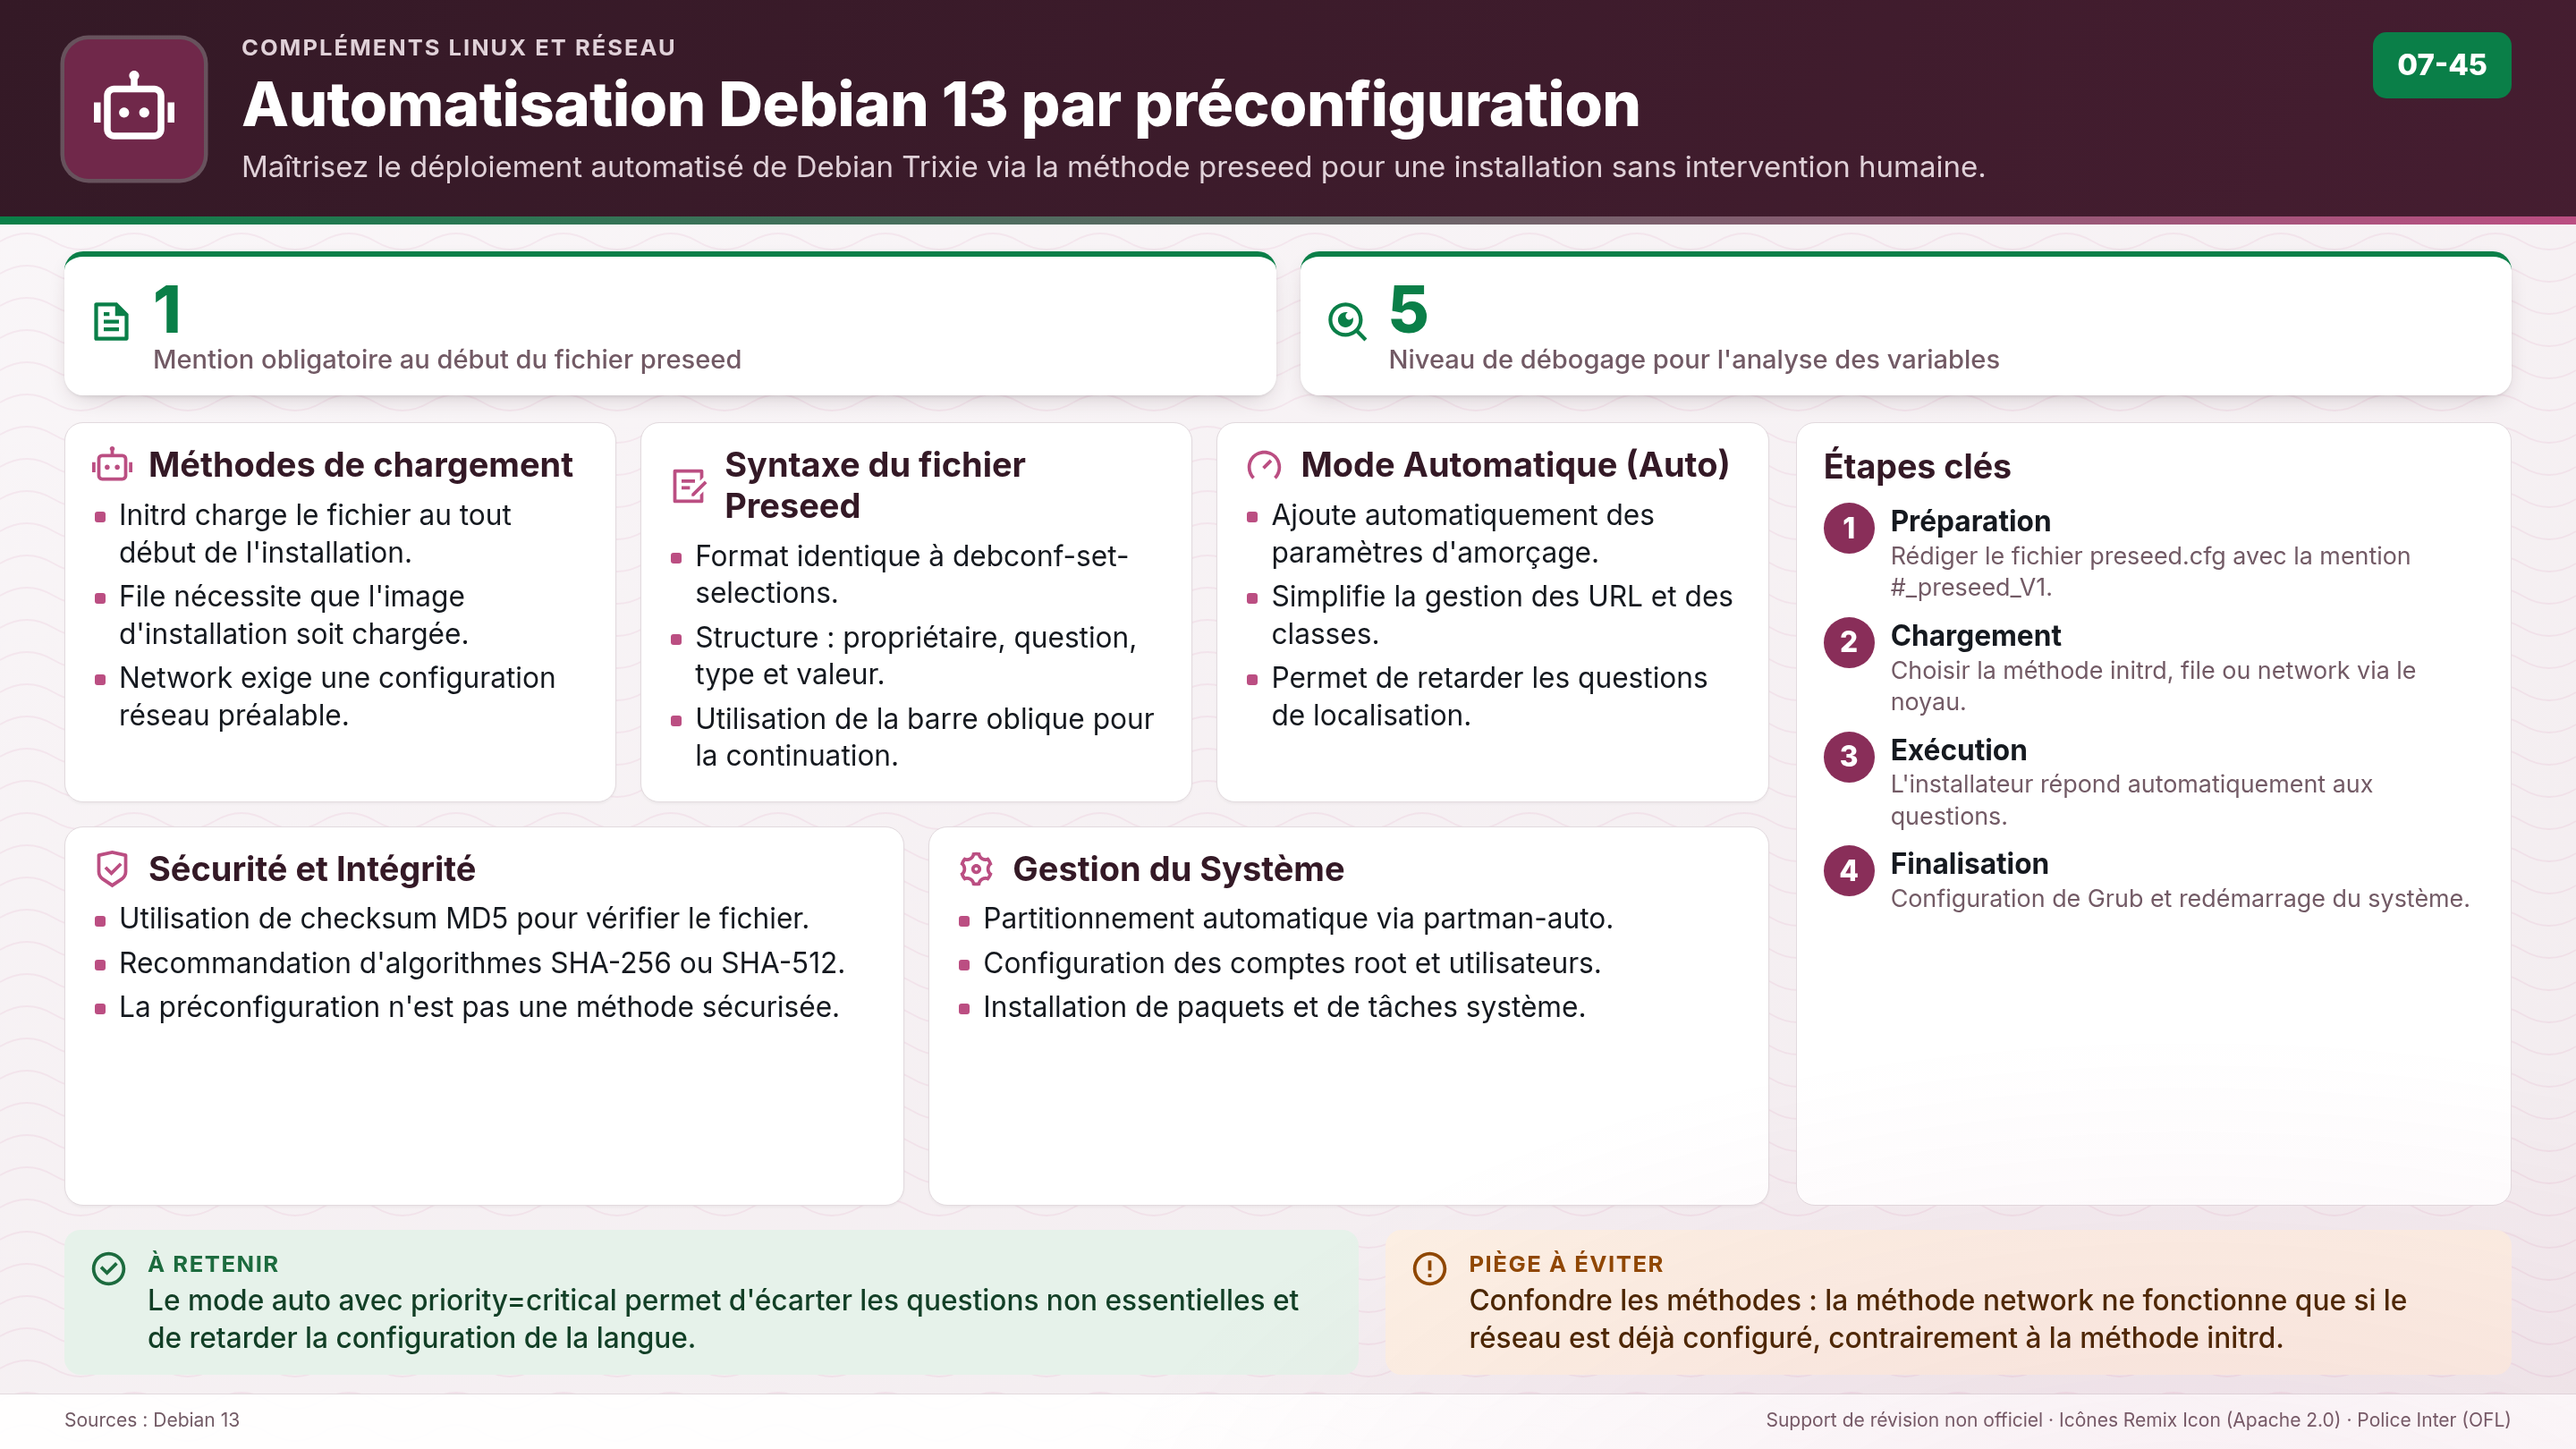 COMPLÉMENTS LINUX ET RÉSEAU
Automatisation Debian 13 par préconfiguration
Maîtrisez le déploiement automatisé de Debian Trixie via la méthode preseed pour une installation sans intervention humaine.
07-45
1
Mention obligatoire au début du fichier preseed
5
Niveau de débogage pour l'analyse des variables
Méthodes de chargement
Initrd charge le fichier au tout
début de l'installation.
File nécessite que l'image
d'installation soit chargée.
Network exige une configuration
réseau préalable.
Syntaxe du fichier
Preseed
Format identique à debconf-set-
selections.
Structure : propriétaire, question,
type et valeur.
Utilisation de la barre oblique pour
la continuation.
Mode Automatique (Auto)
Ajoute automatiquement des
paramètres d'amorçage.
Simplifie la gestion des URL et des
classes.
Permet de retarder les questions
de localisation.
Étapes clés
1
Préparation
Rédiger le fichier preseed.cfg avec la mention
#_preseed_V1.
2
Chargement
Choisir la méthode initrd, file ou network via le
noyau.
3
Exécution
L'installateur répond automatiquement aux
questions.
4
Finalisation
Configuration de Grub et redémarrage du système.
Sécurité et Intégrité
Utilisation de checksum MD5 pour vérifier le fichier.
Recommandation d'algorithmes SHA-256 ou SHA-512.
La préconfiguration n'est pas une méthode sécurisée.
Gestion du Système
Partitionnement automatique via partman-auto.
Configuration des comptes root et utilisateurs.
Installation de paquets et de tâches système.
À RETENIR
Le mode auto avec priority=critical permet d'écarter les questions non essentielles et
de retarder la configuration de la langue.
PIÈGE À ÉVITER
Confondre les méthodes : la méthode network ne fonctionne que si le
réseau est déjà configuré, contrairement à la méthode initrd.
Sources : Debian 13
Support de révision non officiel · Icônes Remix Icon (Apache 2.0) · Police Inter (OFL)